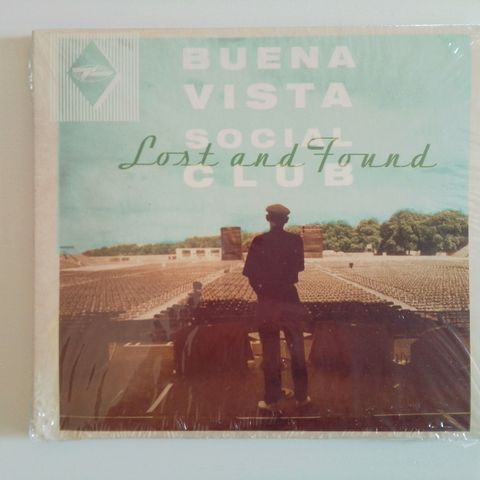 BUENA
VISTA
SOCIAL
Lost and Found
CLUB